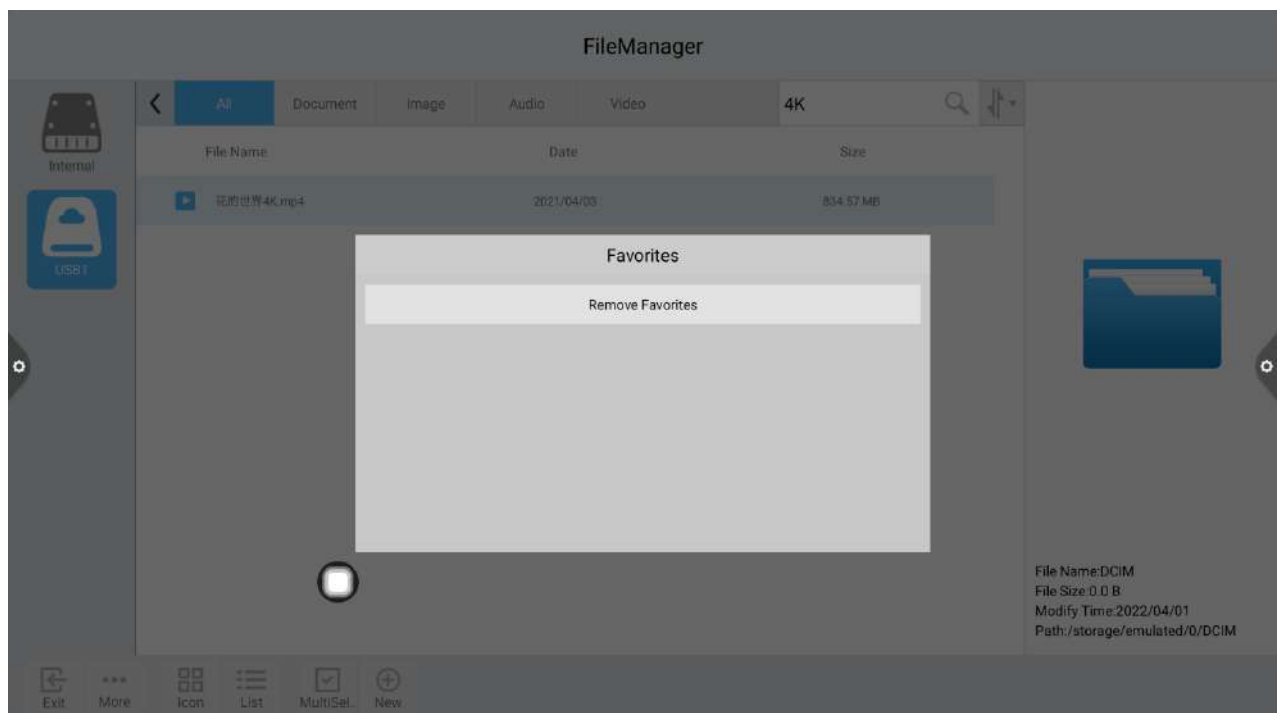 FileManager
All Document Image Audio Video 4K
Internal
File Name Date Size
花的世界4K.mp4 2021/04/03 834.57 MB
USB1
Favorites
Remove Favorites
File Name:DCIM
File Size:0.0 B
Modify Time:2022/04/01
Path:/storage/emulated/0/DCIM
Exit More Icon List MultiSel.. New